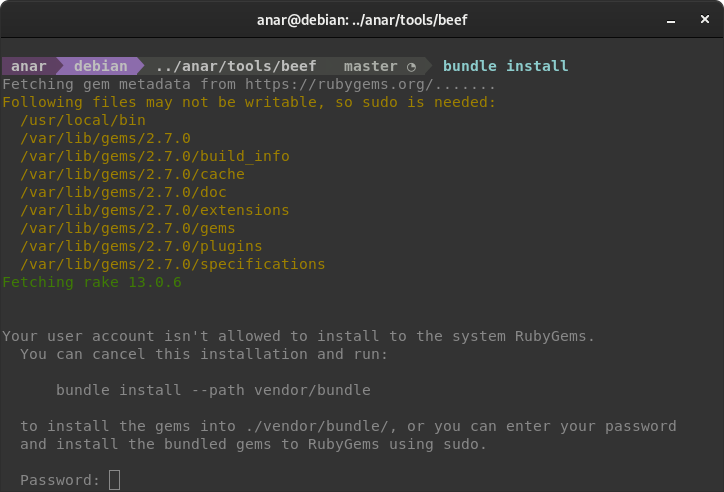 anar@debian: ../anar/tools/beef
anar debian ../anar/tools/beef master bundle install
Fetching gem metadata from https://rubygems.org/.......
Following files may not be writable, so sudo is needed:
/usr/local/bin
/var/lib/gems/2.7.0
/var/lib/gems/2.7.0/build_info
/var/lib/gems/2.7.0/cache
/var/lib/gems/2.7.0/doc
/var/lib/gems/2.7.0/extensions
/var/lib/gems/2.7.0/gems
/var/lib/gems/2.7.0/plugins
/var/lib/gems/2.7.0/specifications
Fetching rake 13.0.6
Your user account isn't allowed to install to the system RubyGems.
You can cancel this installation and run:
bundle install --path vendor/bundle
to install the gems into ./vendor/bundle/, or you can enter your password
and install the bundled gems to RubyGems using sudo.
Password: